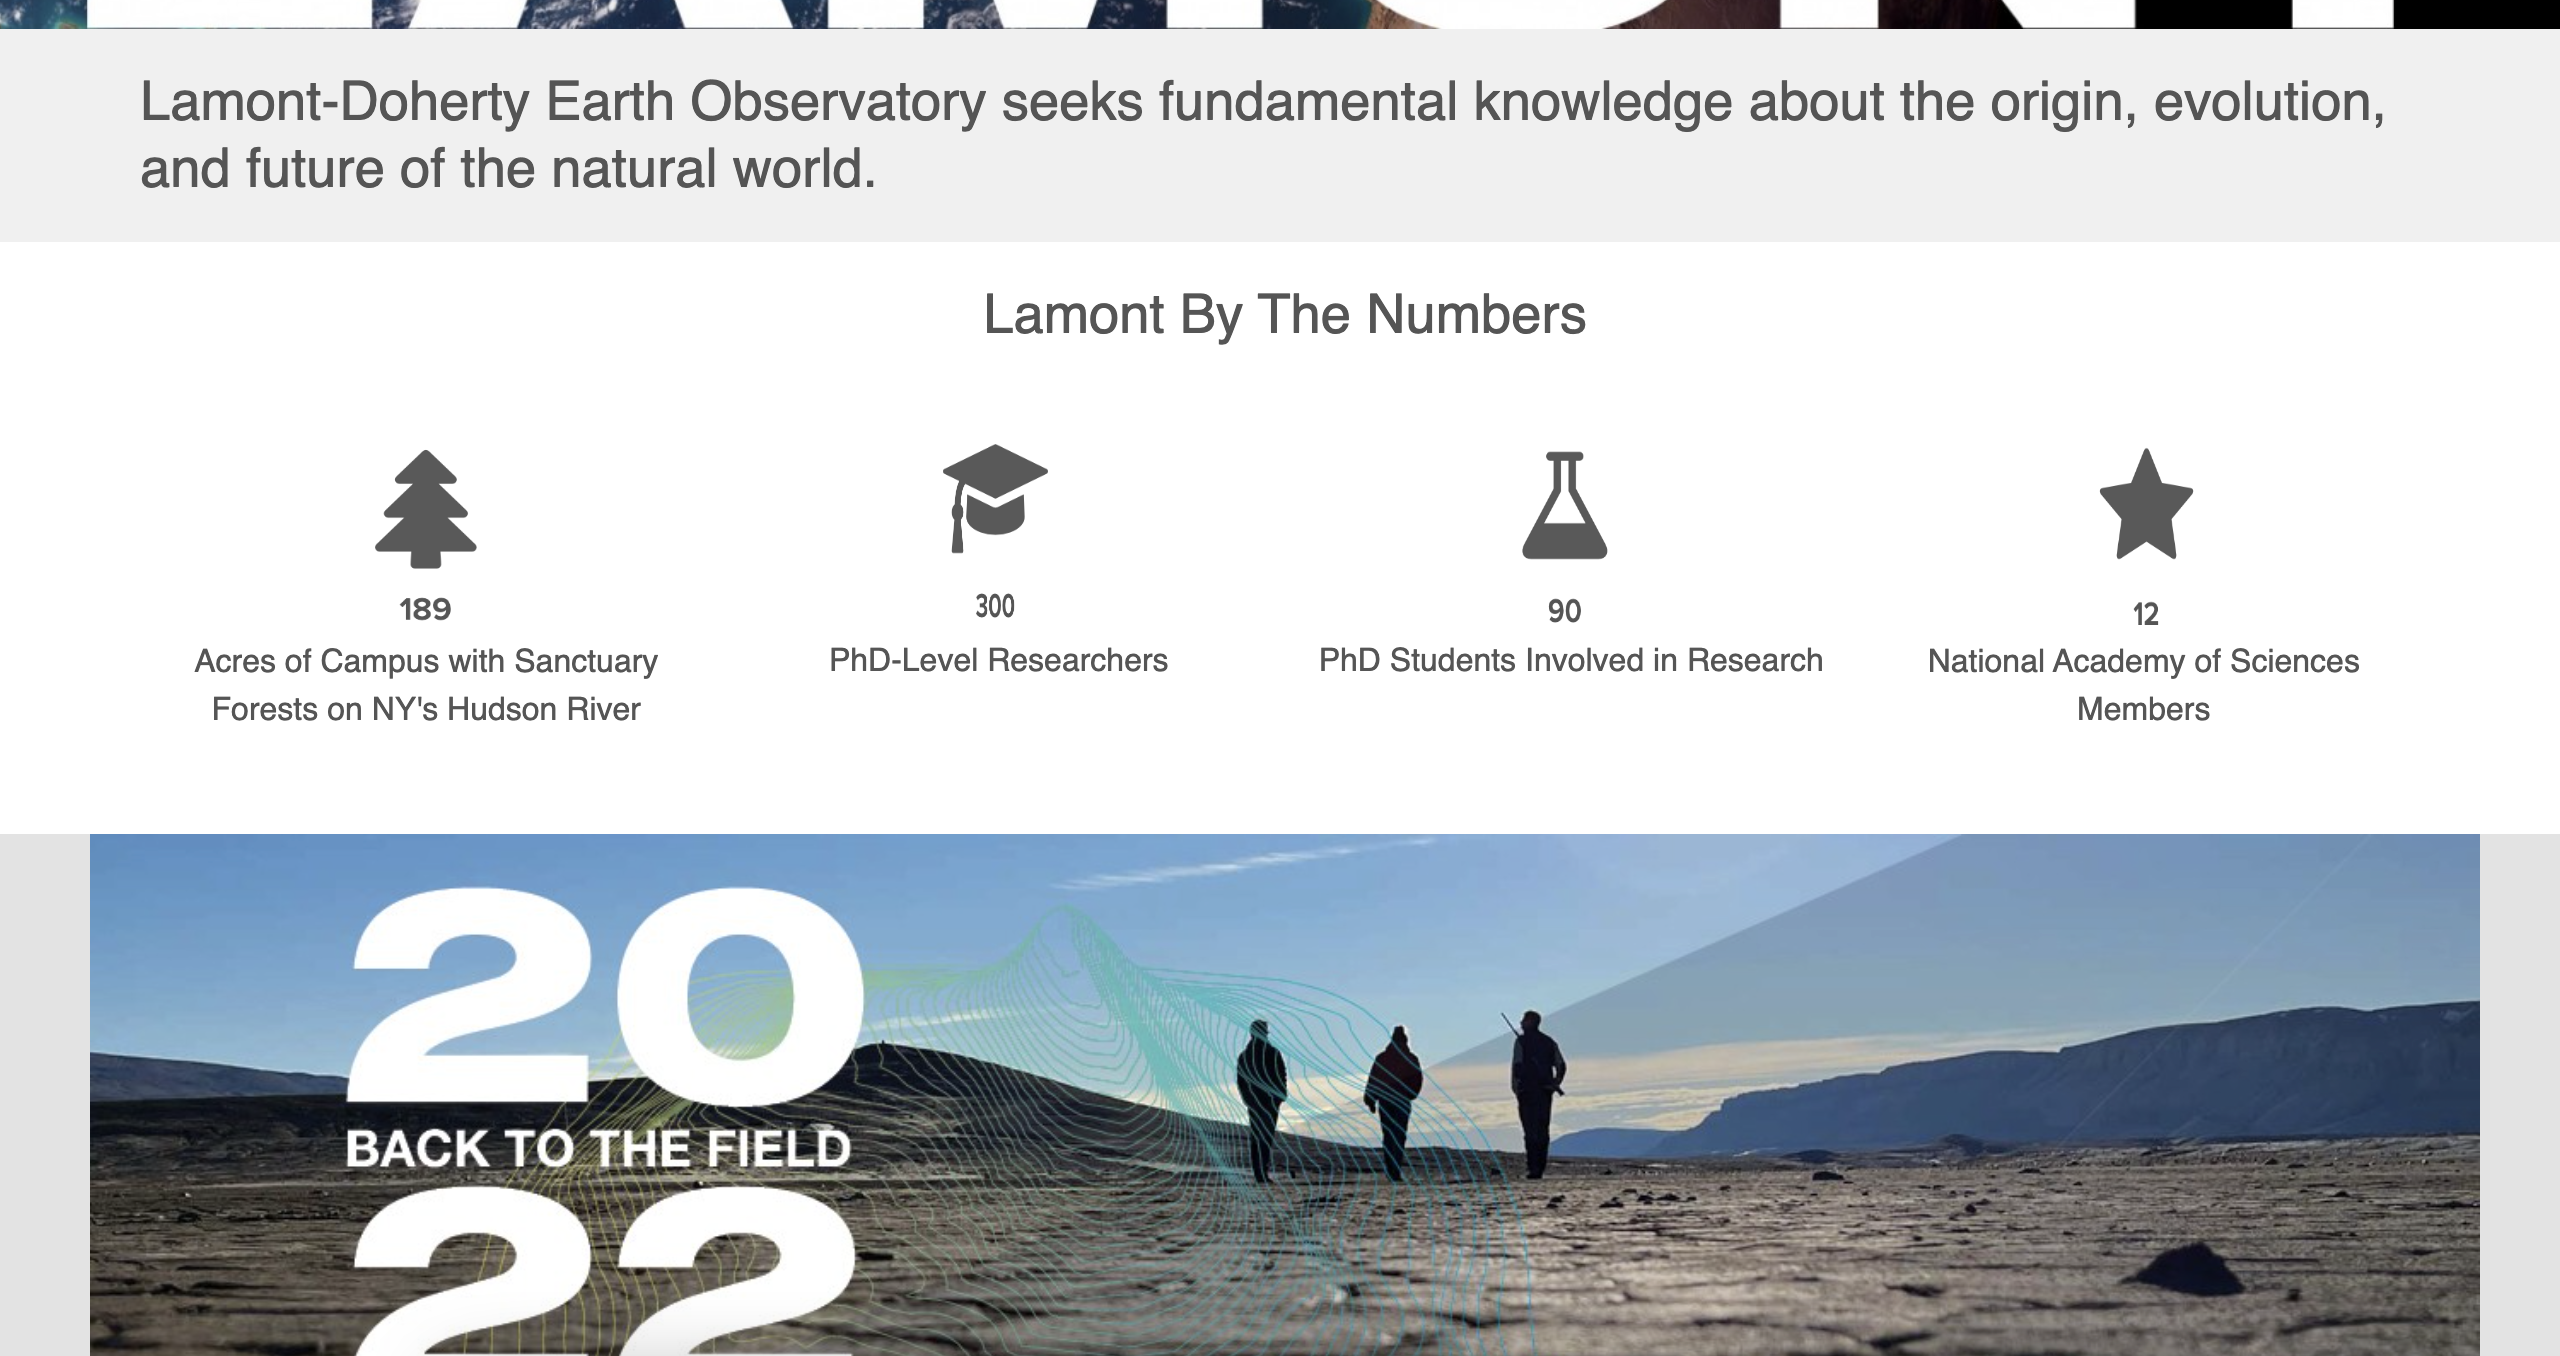 Lamont-Doherty Earth Observatory seeks fundamental knowledge about the origin, evolution,
and future of the natural world.
Lamont By The Numbers
189
Acres of Campus with Sanctuary
Forests on NY's Hudson River
300
PhD-Level Researchers
90
PhD Students Involved in Research
12
National Academy of Sciences
Members
20
BACK TO THE FIELD
22